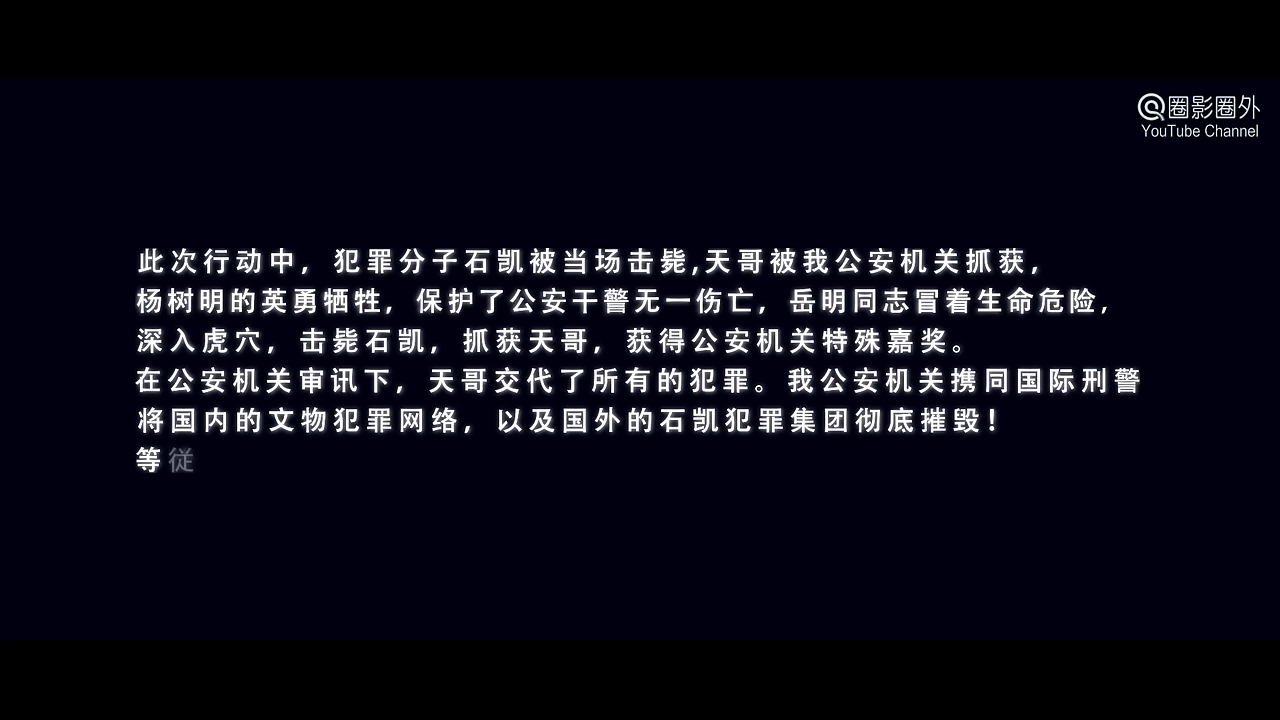 圈影圈外
YouTube Channel
此次行动中，犯罪分子石凯被当场击毙,天哥被我公安机关抓获，
杨树明的英勇牺牲，保护了公安干警无一伤亡，岳明同志冒着生命危险，
深入虎穴，击毙石凯，抓获天哥，获得公安机关特殊嘉奖。
在公安机关审讯下，天哥交代了所有的犯罪。我公安机关携同国际刑警
将国内的文物犯罪网络，以及国外的石凯犯罪集团彻底摧毁！
等